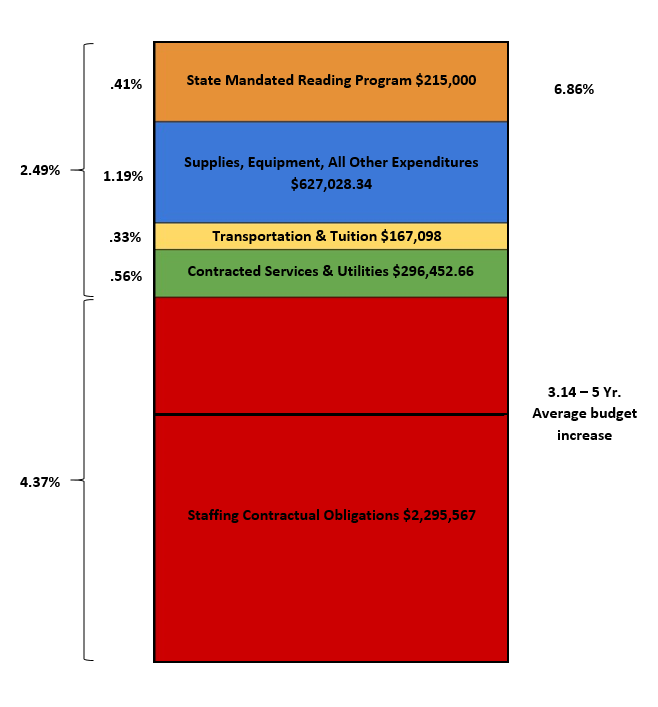 .41%
State Mandated Reading Program $215,000
6.86%
2.49%
1.19%
Supplies, Equipment, All Other Expenditures
$627,028.34
.33%
Transportation & Tuition $167,098
.56%
Contracted Services & Utilities $296,452.66
3.14 – 5 Yr.
Average budget
increase
4.37%
Staffing Contractual Obligations $2,295,567